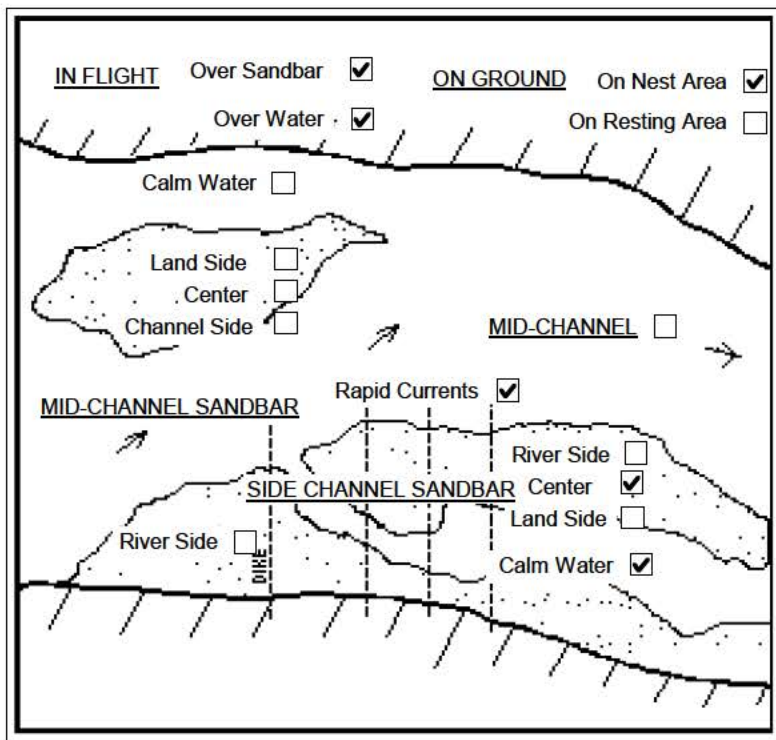 IN FLIGHT Over Sandbar ON GROUND On Nest Area
Over Water On Resting Area
Calm Water
Land Side
Center
Channel Side
MID-CHANNEL
Rapid Currents
MID-CHANNEL SANDBAR
River Side
SIDE CHANNEL SANDBAR Center
Land Side
River Side
DIKE
Calm Water